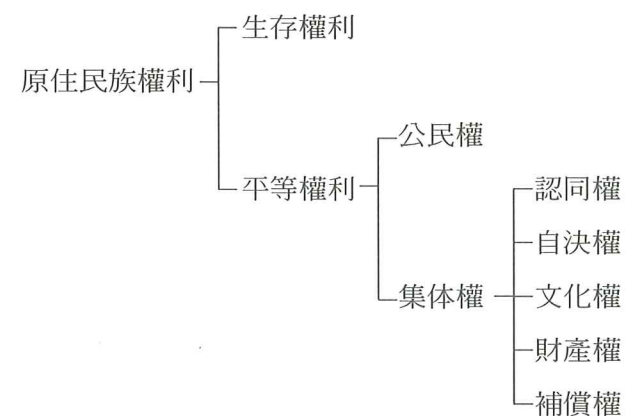 生存權利
原住民族權利
公民權
平等權利
認同權
自決權
集体權
文化權
財產權
補償權